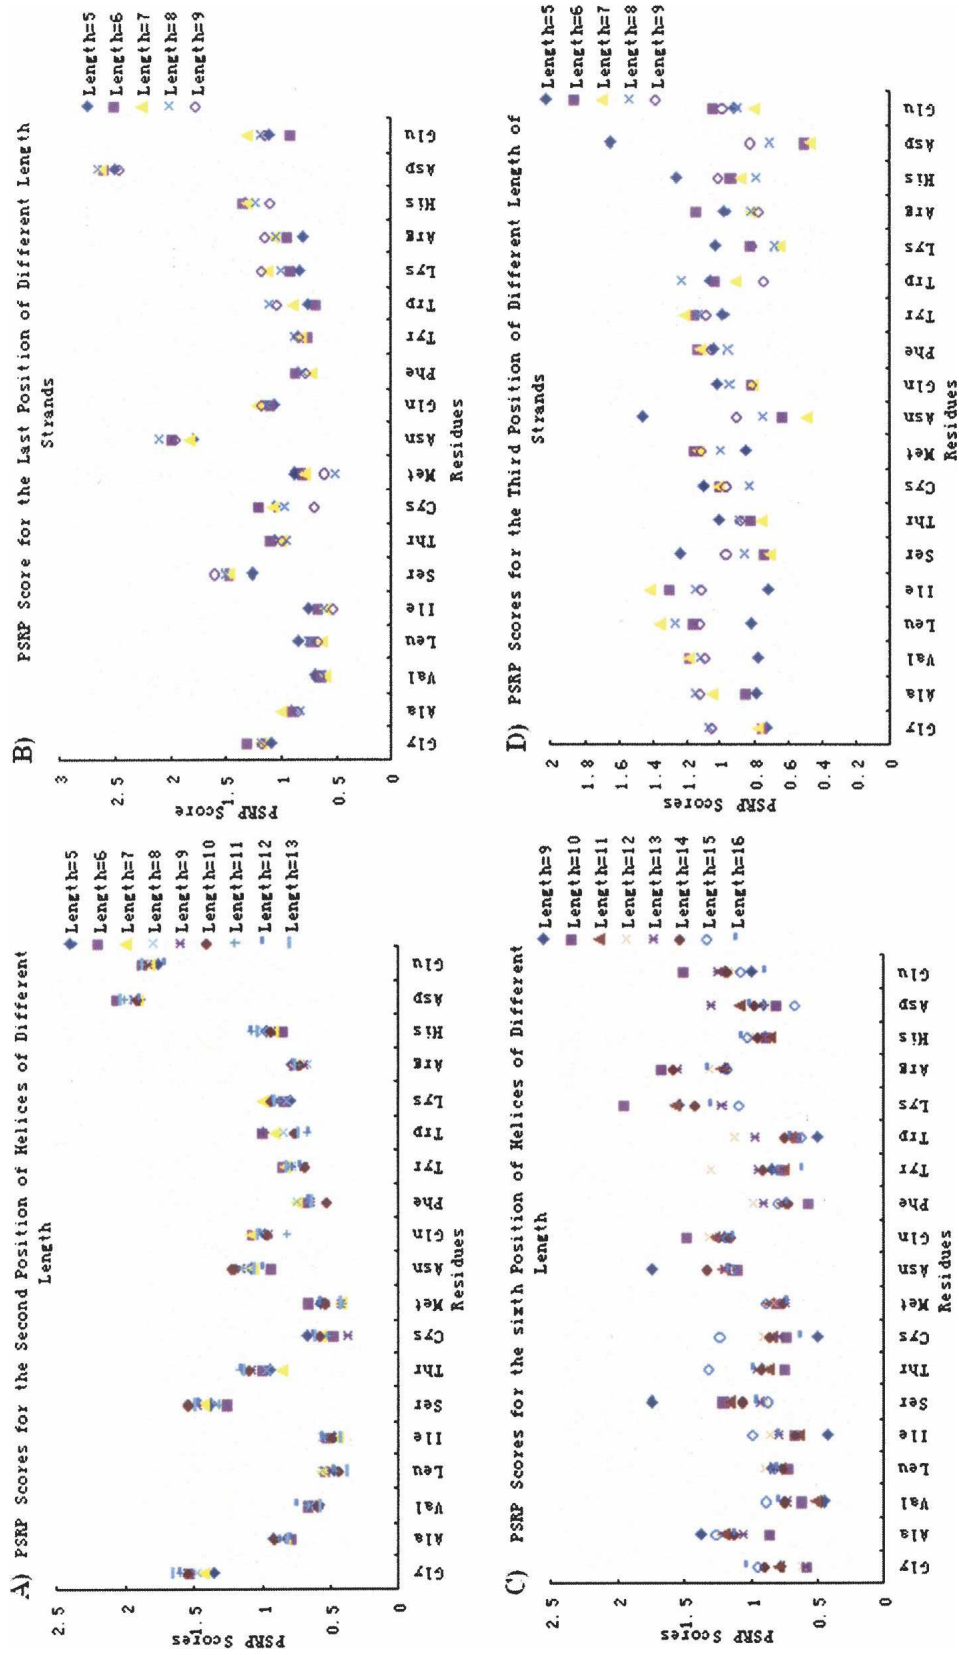 A) PSRP Scores for the Second Position of Helices of Different
Length
PSRP Scores
2.5
2
1.5
1
0.5
0
Gly Ala Val Leu Ile Ser Thr Cys Met Asn Gln Phe Tyr Trp Lys Arg His Asp Glu
Residues
Length=5
Length=6
Length=7
Length=8
Length=9
Length=10
Length=11
Length=12
Length=13
B) PSRP Score for the Last Position of Different Length
Strands
PSRP Score
3
2.5
2
1.5
1
0.5
0
Gly Ala Val Leu Ile Ser Thr Cys Met Asn Gln Phe Tyr Trp Lys Arg His Asp Glu
Residues
Length=5
Length=6
Length=7
Length=8
Length=9
C) PSRP Scores for the sixth Position of Helices of Different
Length
PSRP Scores
2.5
2
1.5
1
0.5
0
Gly Ala Val Leu Ile Ser Thr Cys Met Asn Gln Phe Tyr Trp Lys Arg His Asp Glu
Residues
Length=9
Length=10
Length=11
Length=12
Length=13
Length=14
Length=15
Length=16
D) PSRP Scores for the Third Position of Different Length of
Strands
PSRP Scores
2
1.8
1.6
1.4
1.2
1
0.8
0.6
0.4
0.2
0
Gly Ala Val Leu Ile Ser Thr Cys Met Asn Gln Phe Tyr Trp Lys Arg His Asp Glu
Residues
Length=5
Length=6
Length=7
Length=8
Length=9